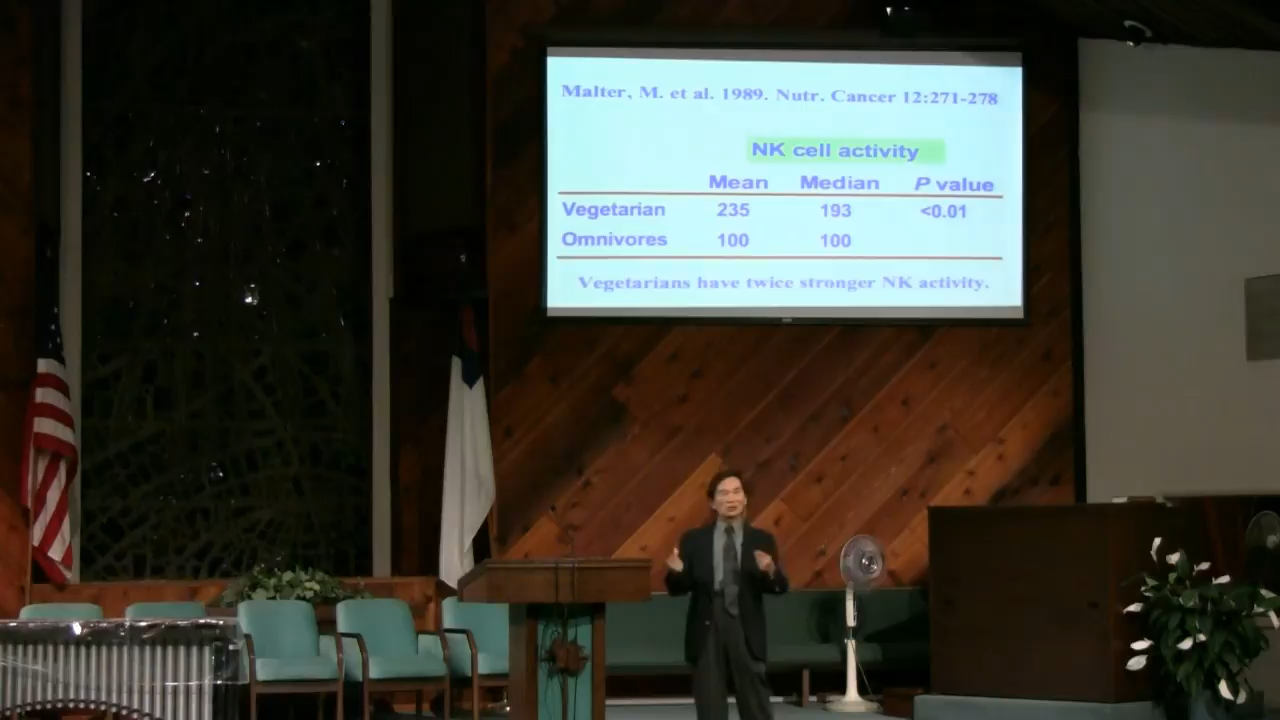 Malter, M. et al. 1989. Nutr. Cancer 12:271-278
NK cell activity
Mean Median P value
Vegetarian 235 193 <0.01
Omnivores 100 100
Vegetarians have twice stronger NK activity.